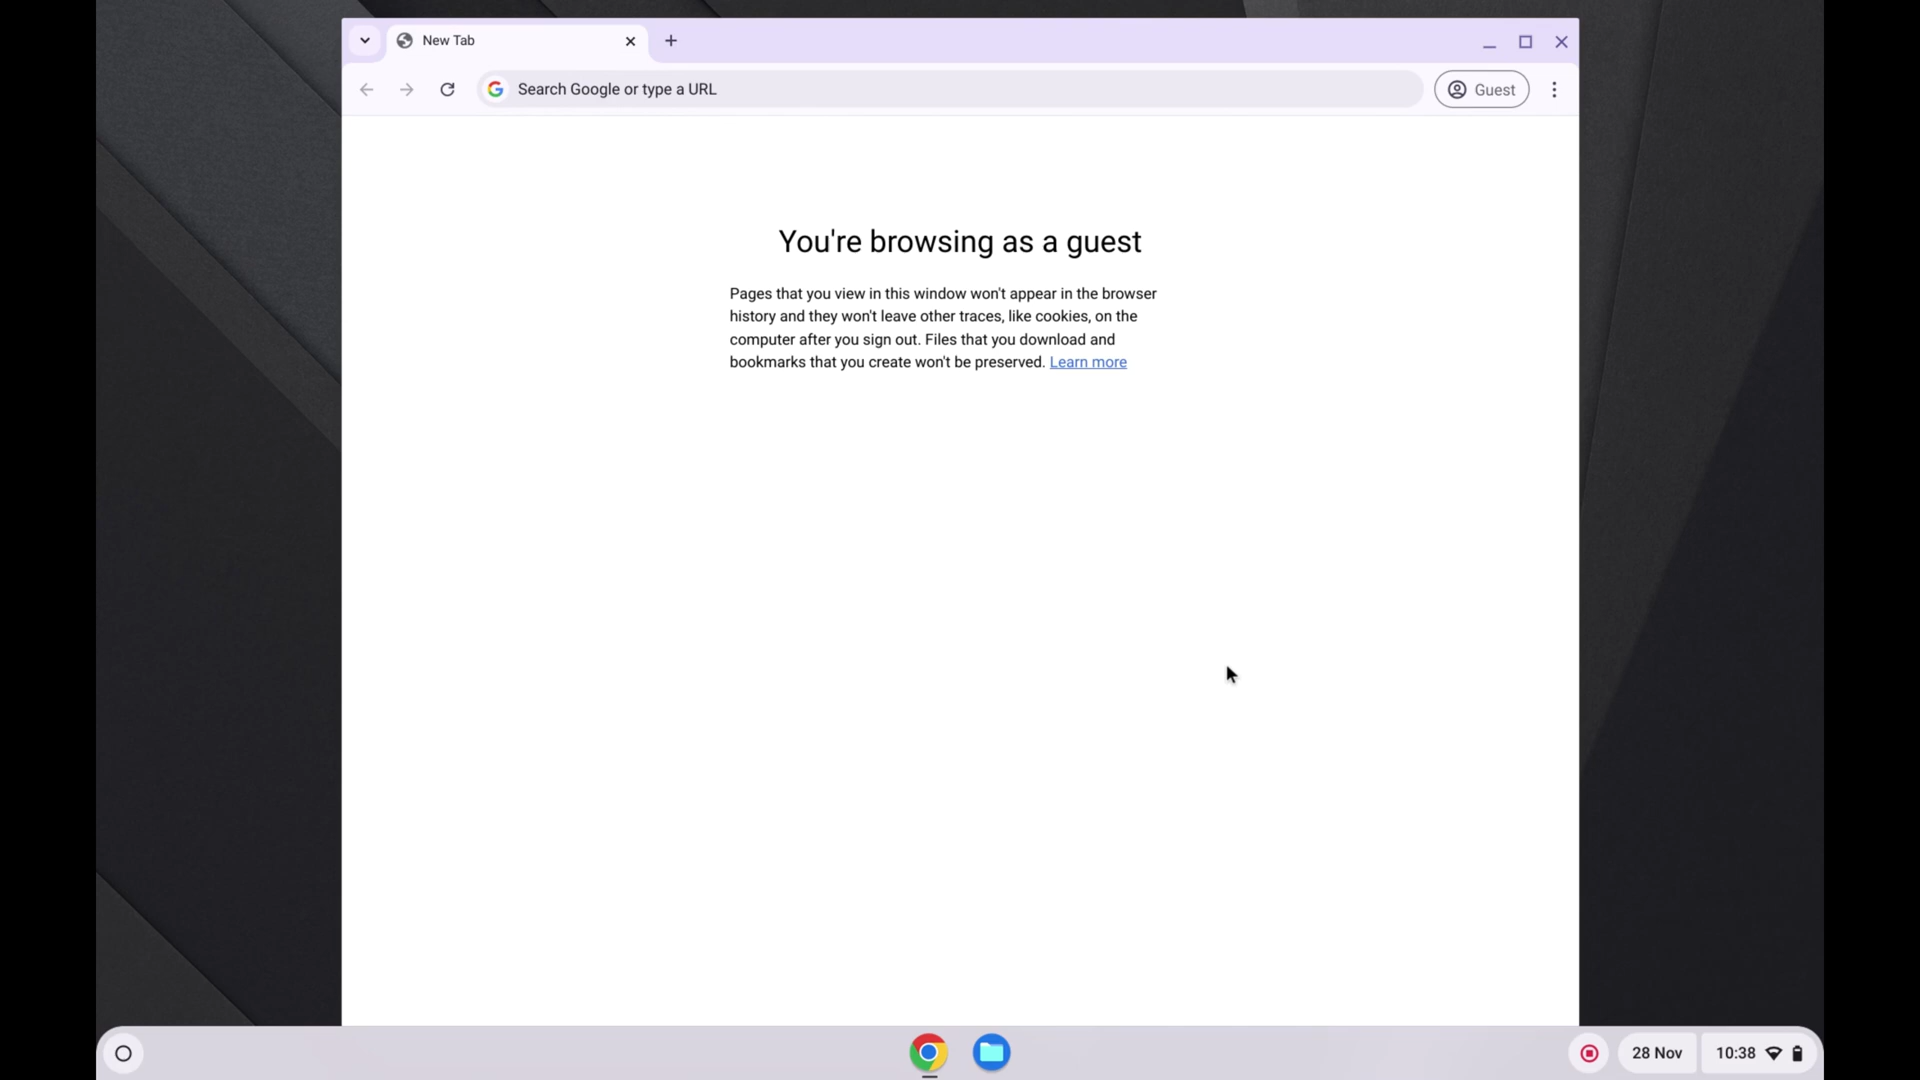 New Tab
Search Google or type a URL
Guest
You're browsing as a guest
Pages that you view in this window won't appear in the browser
history and they won't leave other traces, like cookies, on the
computer after you sign out. Files that you download and
bookmarks that you create won't be preserved. Learn more
28 Nov
10:38